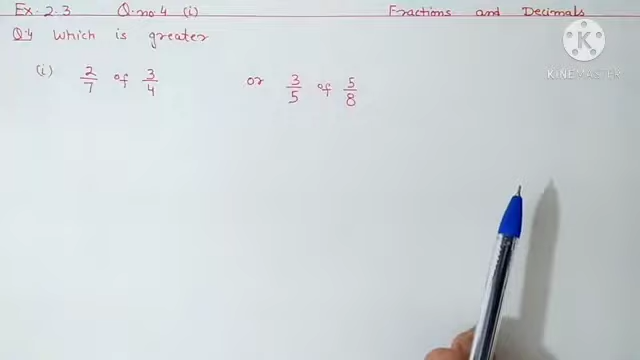 Ex-2.3 Q.no.4 (i) Fractions and Decimals
Q.4 Which is greater
(i) 2/7 of 3/4 or 3/5 of 5/8
KINEMASTER